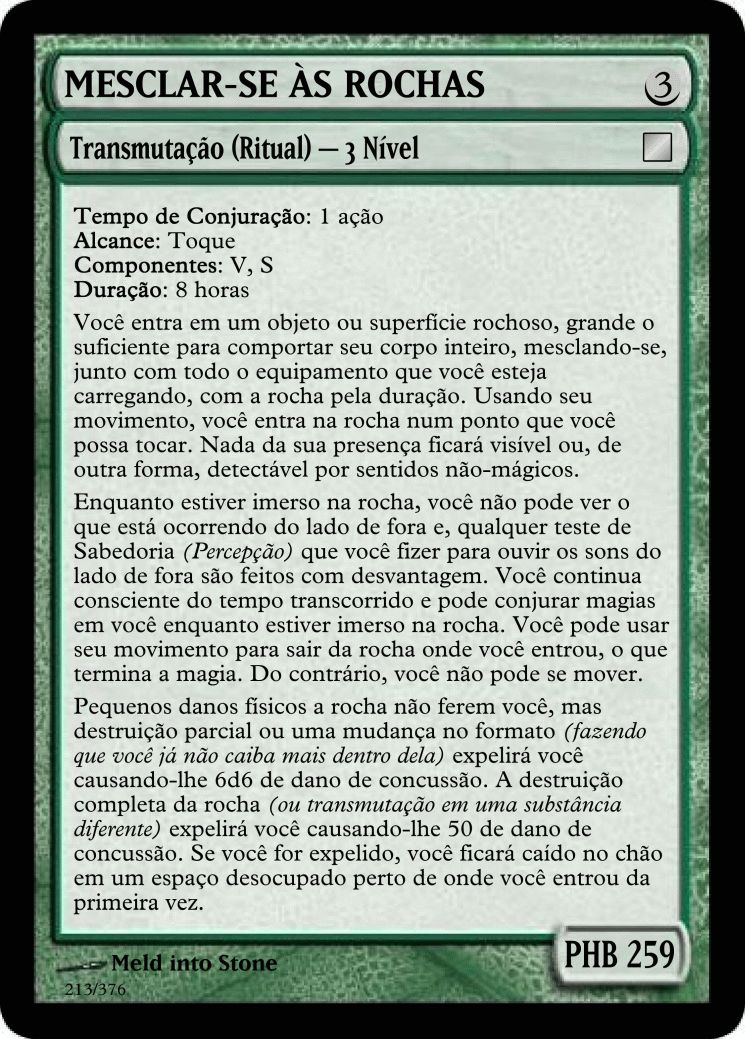 MESCLAR-SE ÀS ROCHAS 3
Transmutação (Ritual) – 3 Nível
Tempo de Conjuração: 1 ação
Alcance: Toque
Componentes: V, S
Duração: 8 horas
Você entra em um objeto ou superfície rochoso, grande o
suficiente para comportar seu corpo inteiro, mesclando-se,
junto com todo o equipamento que você esteja
carregando, com a rocha pela duração. Usando seu
movimento, você entra na rocha num ponto que você
possa tocar. Nada da sua presença ficará visível ou, de
outra forma, detectável por sentidos não-mágicos.
Enquanto estiver imerso na rocha, você não pode ver o
que está ocorrendo do lado de fora e, qualquer teste de
Sabedoria (Percepção) que você fizer para ouvir os sons do
lado de fora são feitos com desvantagem. Você continua
consciente do tempo transcorrido e pode conjurar magias
em você enquanto estiver imerso na rocha. Você pode usar
seu movimento para sair da rocha onde você entrou, o que
termina a magia. Do contrário, você não pode se mover.
Pequenos danos físicos a rocha não ferem você, mas
destruição parcial ou uma mudança no formato (fazendo
que você já não caiba mais dentro dela) expelirá você
causando-lhe 6d6 de dano de concussão. A destruição
completa da rocha (ou transmutação em uma substância
diferente) expelirá você causando-lhe 50 de dano de
concussão. Se você for expelido, você ficará caído no chão
em um espaço desocupado perto de onde você entrou da
primeira vez.
PHB 259
Meld into Stone
213/376